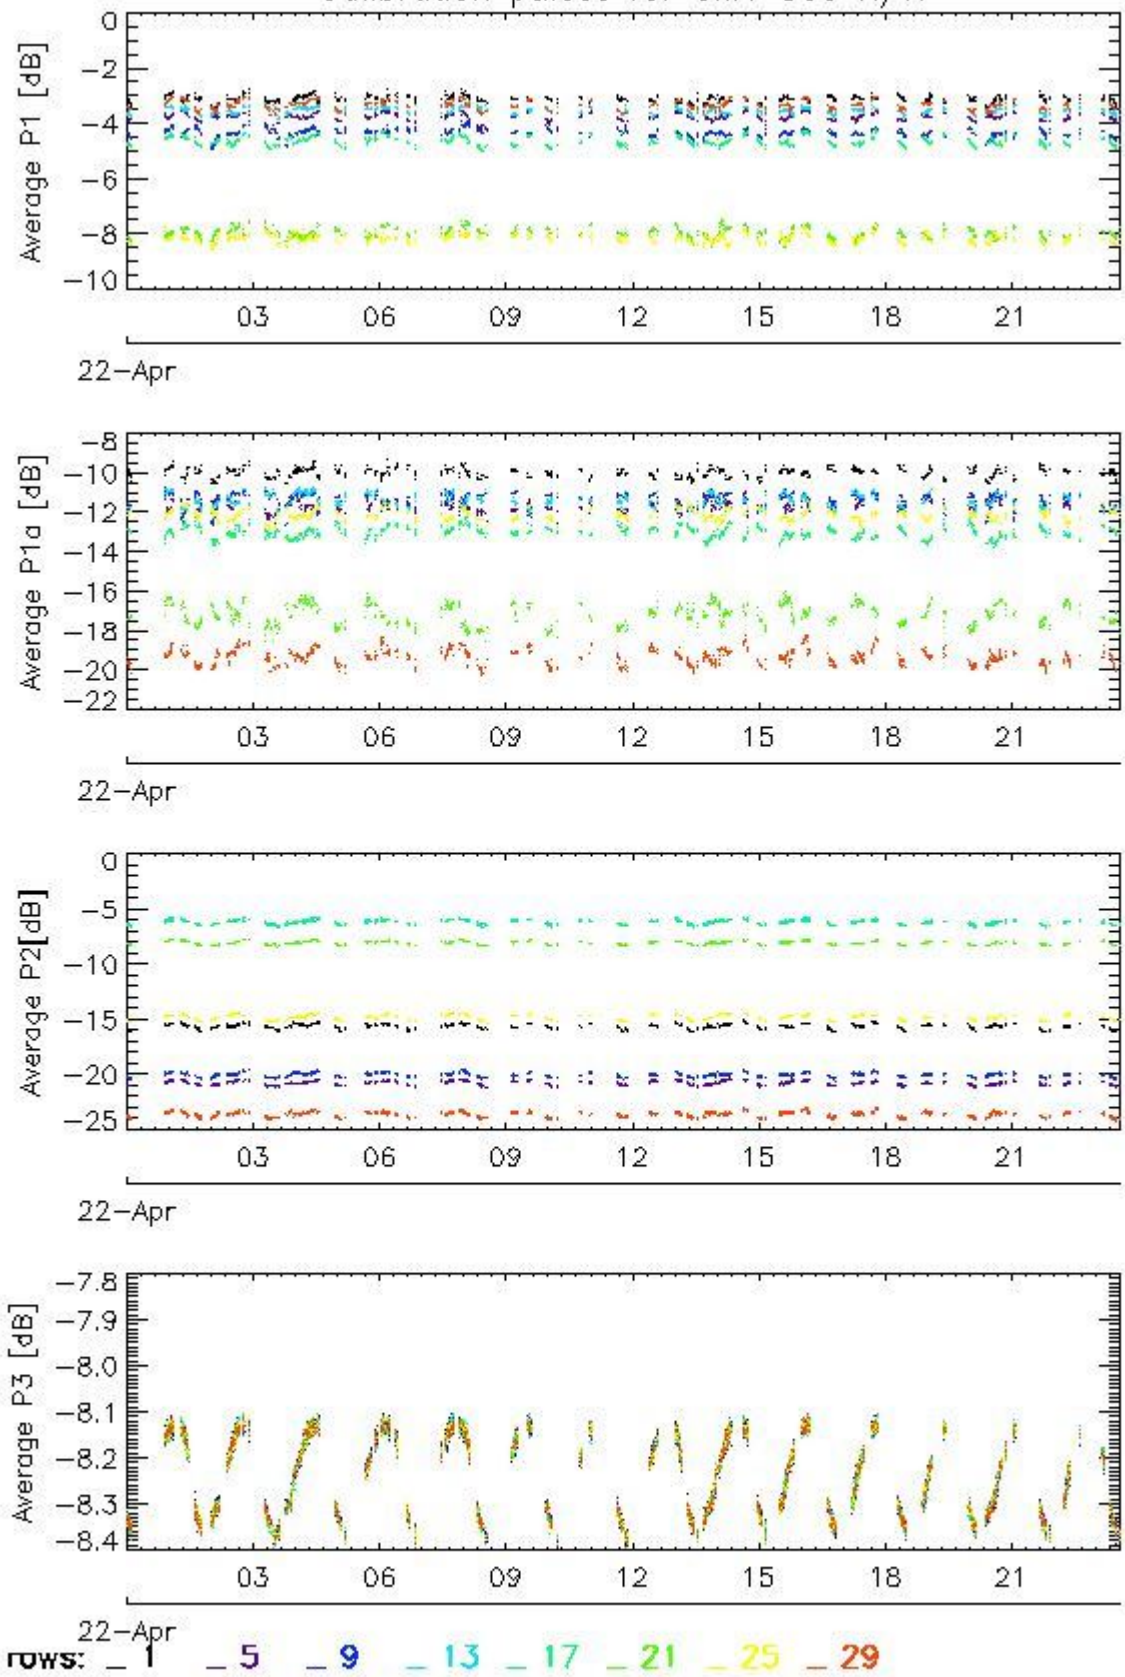 0
−2
−4
−6
−8
−10
Average P1 [dB]
03 06 09 12 15 18 21
22−Apr
−8
−10
−12
−14
−16
−18
−20
−22
Average P1a [dB]
03 06 09 12 15 18 21
22−Apr
0
−5
−10
−15
−20
−25
Average P2[dB]
03 06 09 12 15 18 21
22−Apr
−7.8
−7.9
−8.0
−8.1
−8.2
−8.3
−8.4
Average P3 [dB]
03 06 09 12 15 18 21
22−Apr
rows: _ 1 _ 5 _ 9 _ 13 _ 17 _ 21 _ 25 _ 29